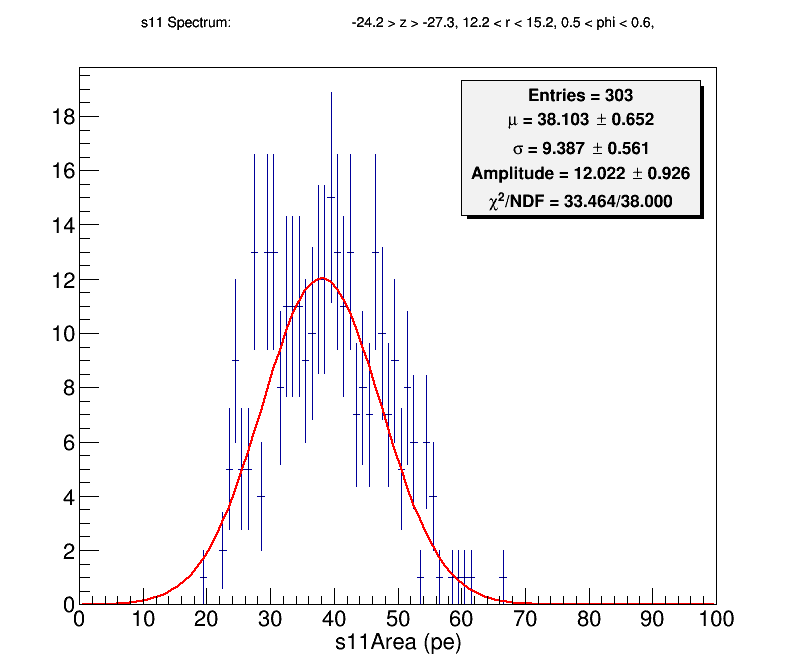 s11 Spectrum: -24.2 > z > -27.3, 12.2 < r < 15.2, 0.5 < phi < 0.6,
Entries = 303
μ = 38.103 ± 0.652
σ = 9.387 ± 0.561
Amplitude = 12.022 ± 0.926
χ²/NDF = 33.464/38.000
18
16
14
12
10
8
6
4
2
0
0 10 20 30 40 50 60 70 80 90 100
s11Area (pe)